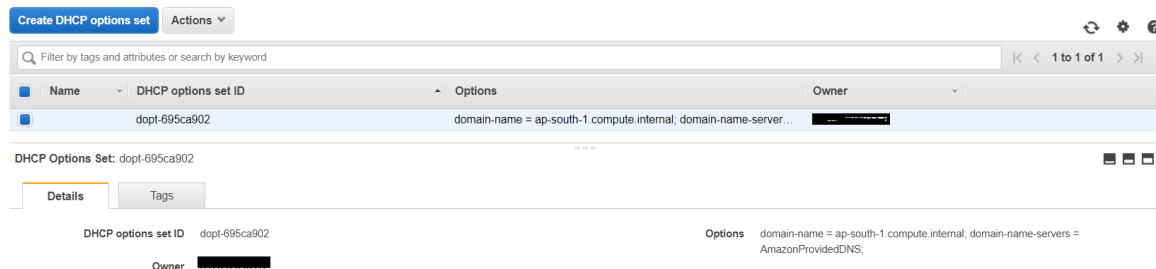 Create DHCP options set Actions
Filter by tags and attributes or search by keyword 1 to 1 of 1
Name DHCP options set ID Options Owner
dopt-695ca902 domain-name = ap-south-1.compute.internal; domain-name-server...
DHCP Options Set: dopt-695ca902
Details Tags
DHCP options set ID dopt-695ca902 Options domain-name = ap-south-1.compute.internal; domain-name-servers =
AmazonProvidedDNS;
Owner